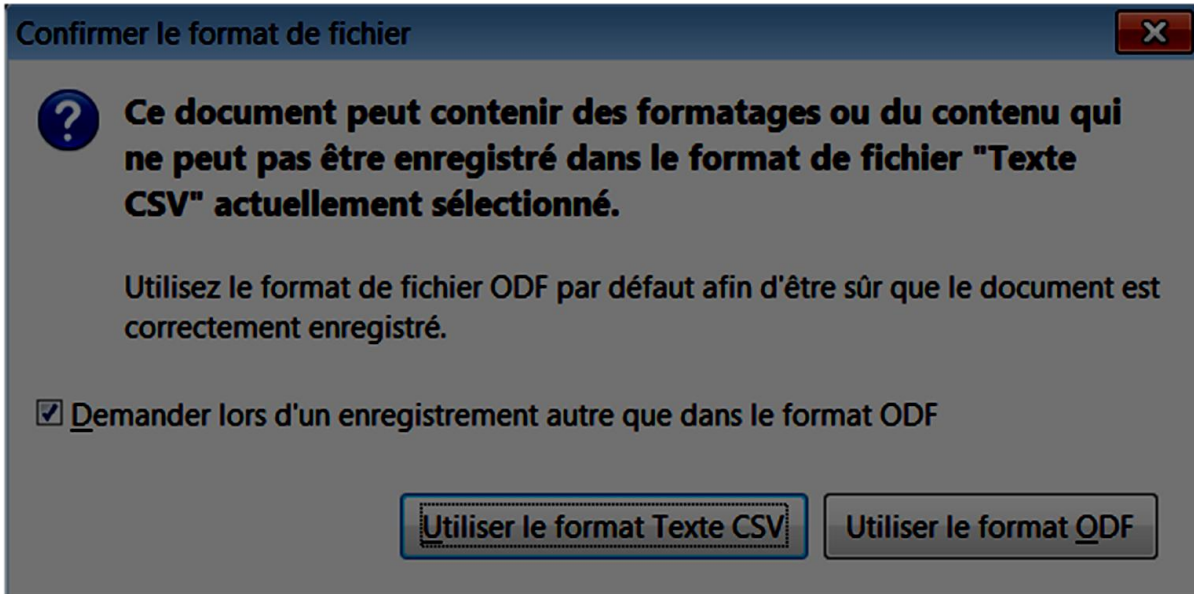 Confirmer le format de fichier
Ce document peut contenir des formatages ou du contenu qui
ne peut pas être enregistré dans le format de fichier "Texte
CSV" actuellement sélectionné.
Utilisez le format de fichier ODF par défaut afin d'être sûr que le document est
correctement enregistré.
Demander lors d'un enregistrement autre que dans le format ODF
Utiliser le format Texte CSV
Utiliser le format ODF